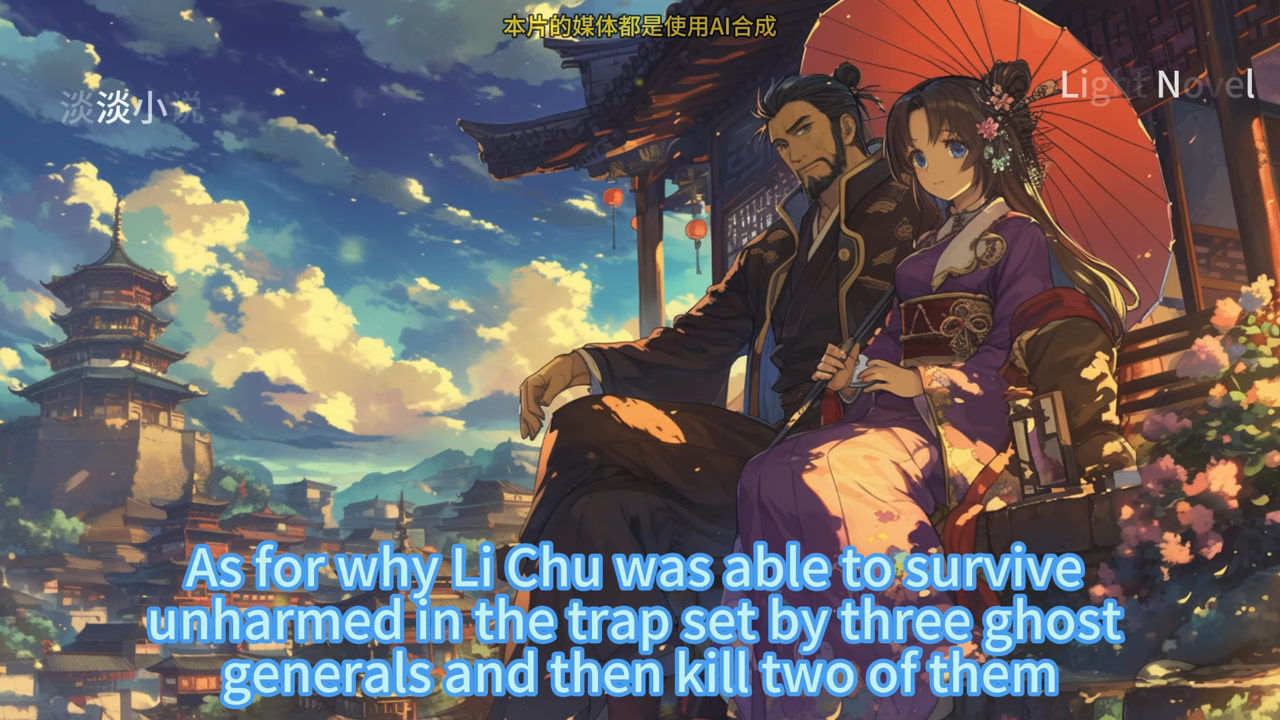 本片的媒体都是使用AI合成
淡淡小说
Light Novel
As for why Li Chu was able to survive
unharmed in the trap set by three ghost
generals and then kill two of them